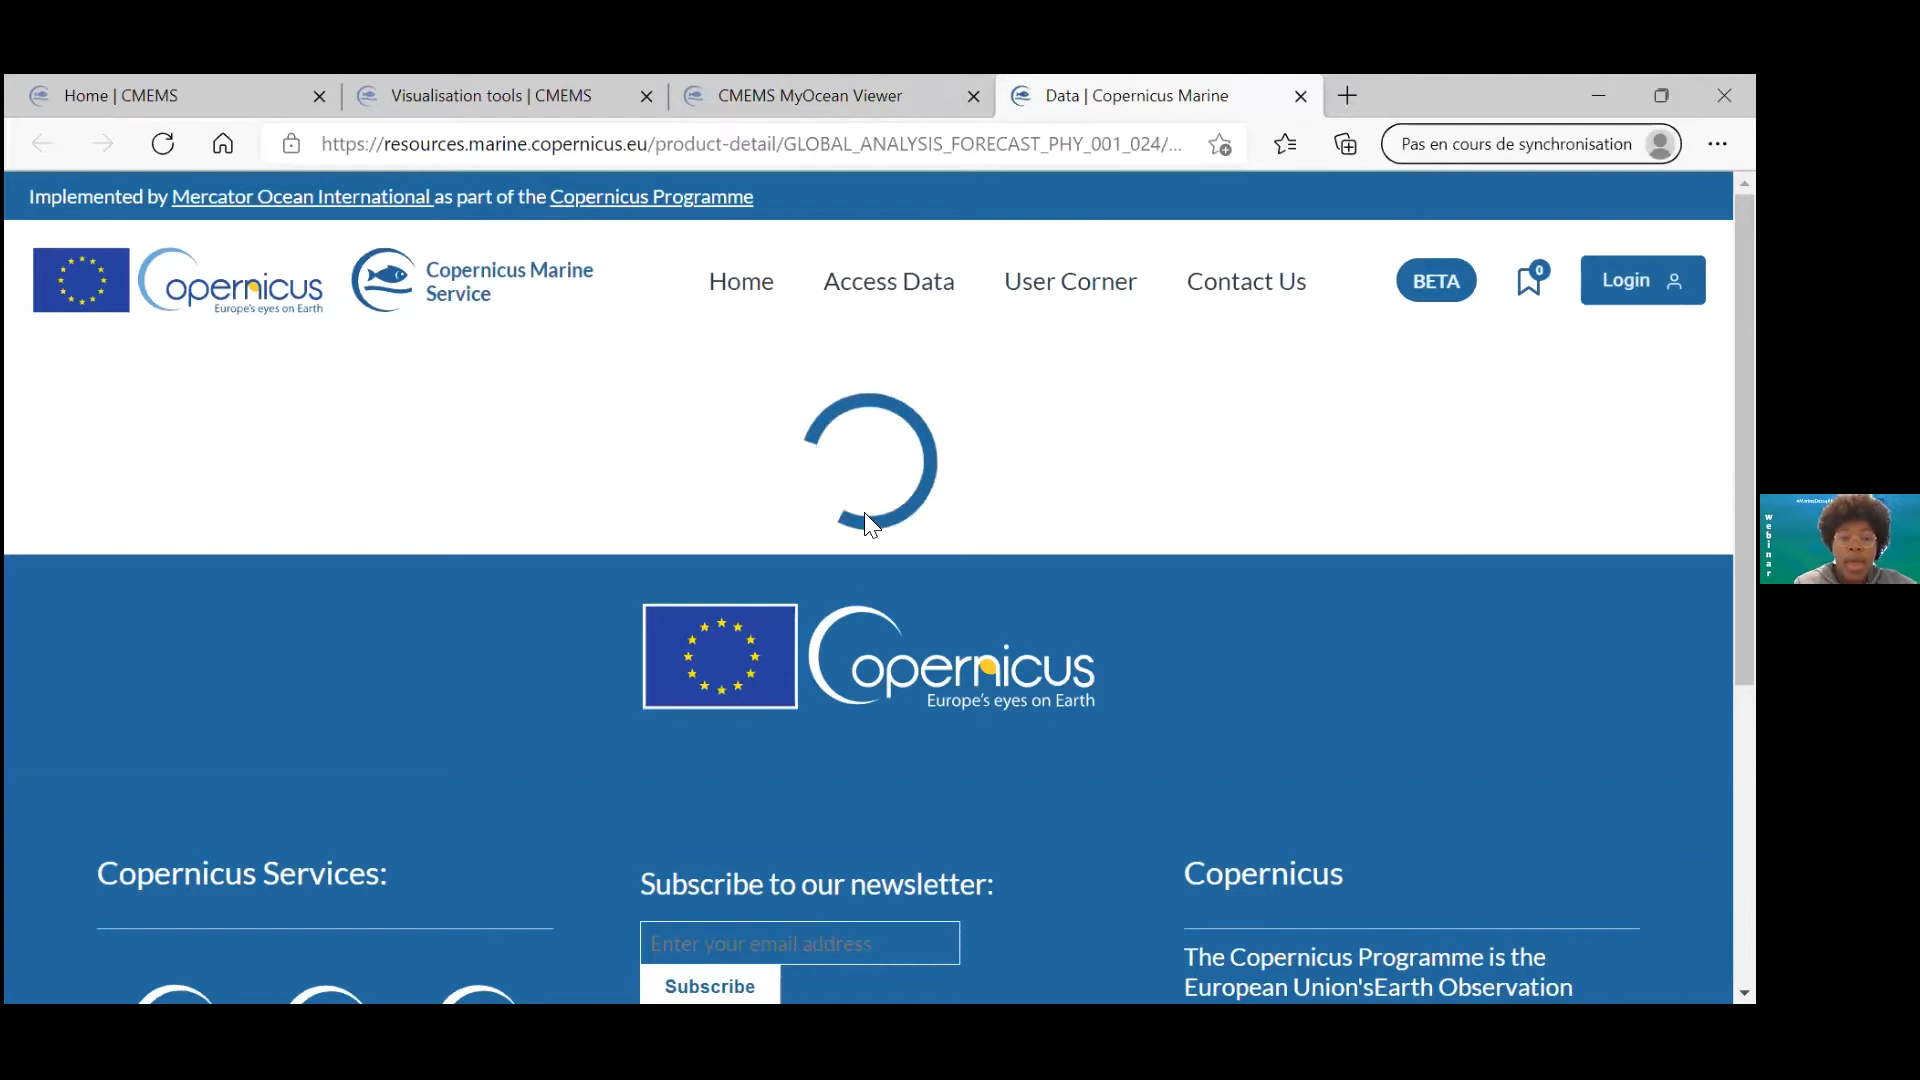 Home | CMEMS
Visualisation tools | CMEMS
CMEMS MyOcean Viewer
Data | Copernicus Marine
https://resources.marine.copernicus.eu/product-detail/GLOBAL_ANALYSIS_FORECAST_PHY_001_024/...
Pas en cours de synchronisation
Implemented by Mercator Ocean International as part of the Copernicus Programme
opernicus
Europe's eyes on Earth
Copernicus Marine
Service
Home
Access Data
User Corner
Contact Us
BETA
0
Login
opernicus
Europe's eyes on Earth
Copernicus Services:
Subscribe to our newsletter:
Enter your email address
Subscribe
Copernicus
The Copernicus Programme is the
European Union'sEarth Observation
webinar